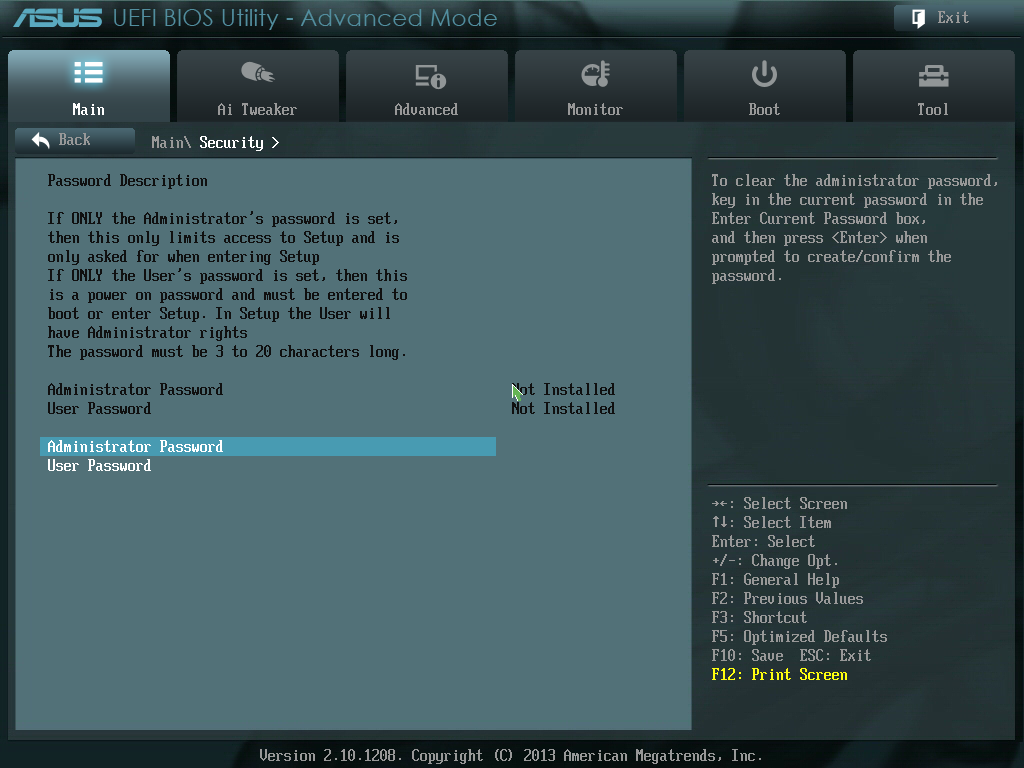 ASUS UEFI BIOS Utility - Advanced Mode
Exit
Main
Ai Tweaker
Advanced
Monitor
Boot
Tool
Back
Main\ Security >
Password Description
If ONLY the Administrator's password is set,
then this only limits access to Setup and is
only asked for when entering Setup
If ONLY the User's password is set, then this
is a power on password and must be entered to
boot or enter Setup. In Setup the User will
have Administrator rights
The password must be 3 to 20 characters long.
Administrator Password Not Installed
User Password Not Installed
Administrator Password
User Password
To clear the administrator password,
key in the current password in the
Enter Current Password box,
and then press <Enter> when
prompted to create/confirm the
password.
→←: Select Screen
↑↓: Select Item
Enter: Select
+/-: Change Opt.
F1: General Help
F2: Previous Values
F3: Shortcut
F5: Optimized Defaults
F10: Save ESC: Exit
F12: Print Screen
Version 2.10.1208. Copyright (C) 2013 American Megatrends, Inc.